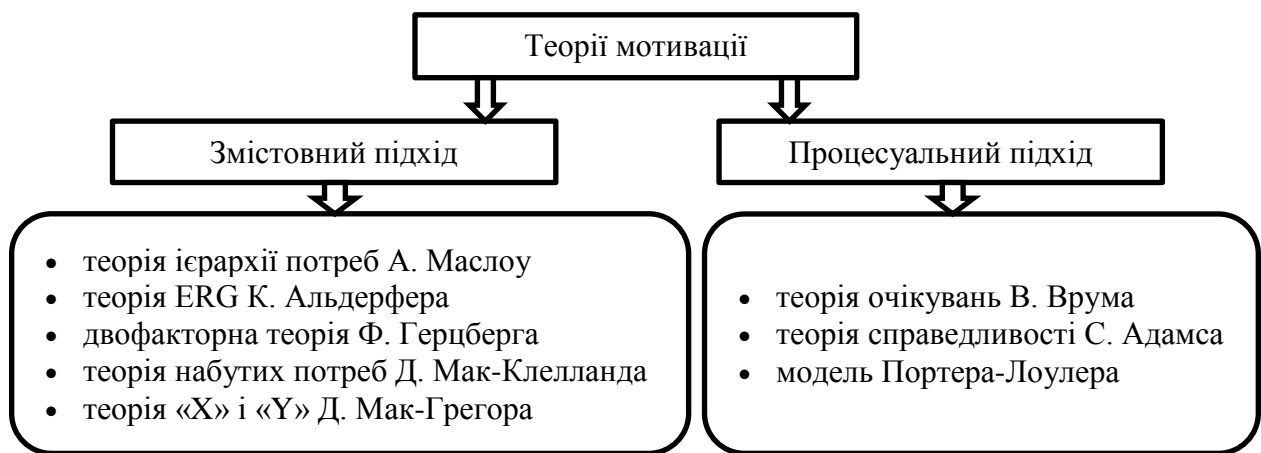 Теорії мотивації
Змістовний підхід
Процесуальний підхід
• теорія ієрархії потреб А. Маслоу
• теорія ERG К. Альдерфера
• двофакторна теорія Ф. Герцберга
• теорія набутих потреб Д. Мак-Клелланда
• теорія «X» і «Y» Д. Мак-Грегора
• теорія очікувань В. Врума
• теорія справедливості С. Адамса
• модель Портера-Лоулера